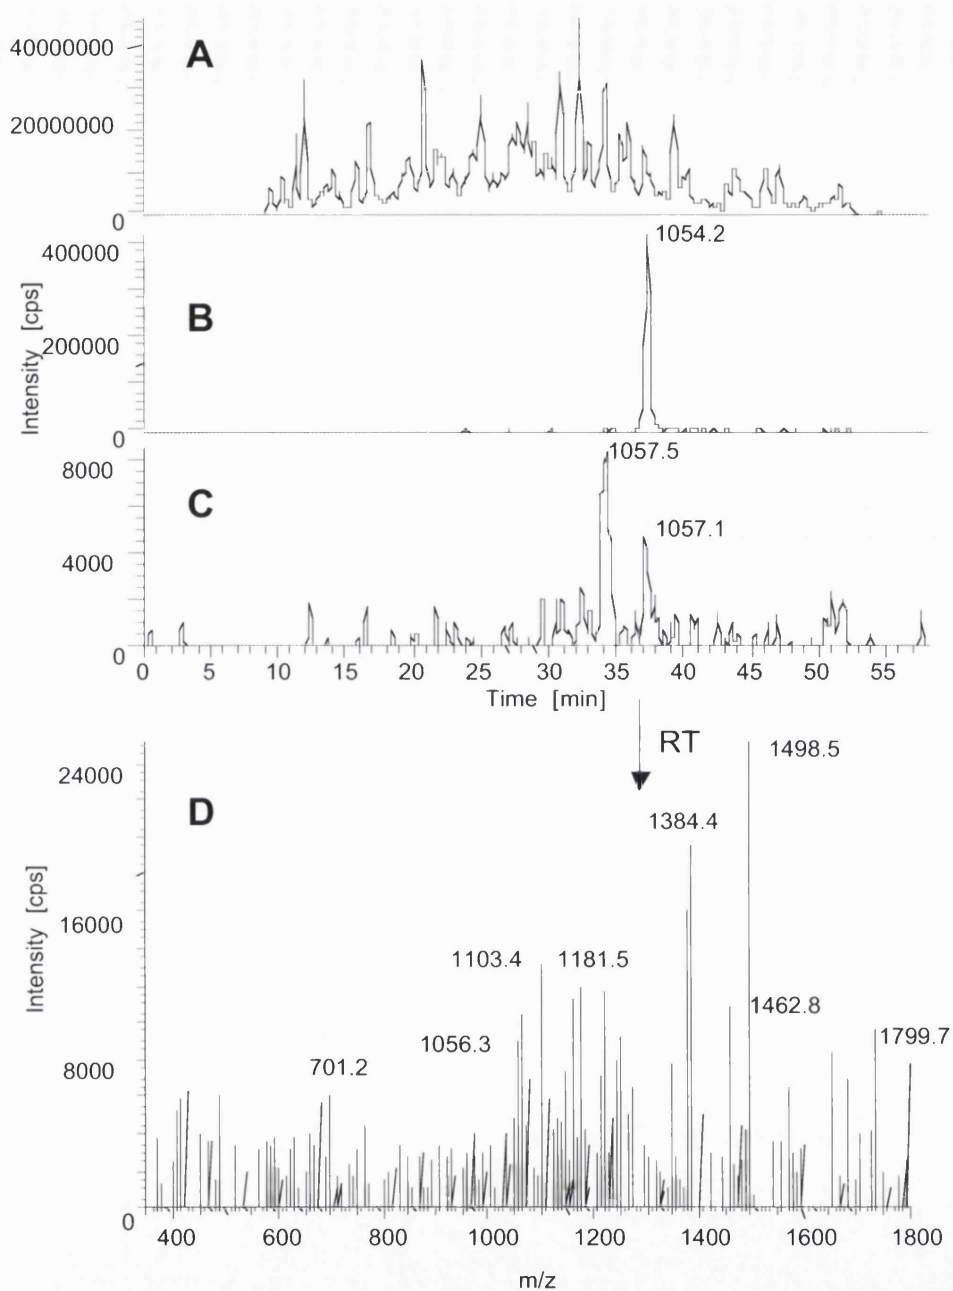 40000000
A
20000000
0
1054.2
400000
B
Intensity [cps]
200000
0
1057.5
8000
C
1057.1
4000
0
0 5 10 15 20 25 30 35 40 45 50 55
Time [min]
RT
1498.5
24000
D
1384.4
Intensity [cps]
16000
1103.4 1181.5
1462.8
1056.3
1799.7
8000
701.2
0
400 600 800 1000 1200 1400 1600 1800
m/z